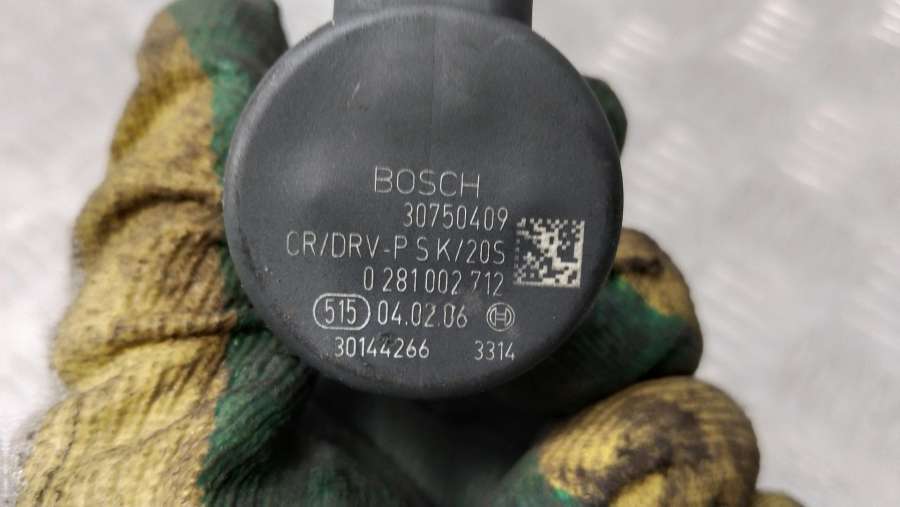 BOSCH
30750409
CR/DRV-P S K/20S
0 281 002 712
515 04.02.06
30144266 3314